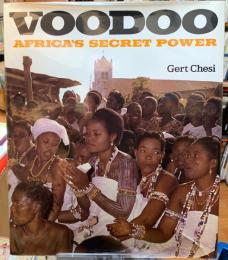 VOODOO
AFRICA'S SECRET POWER
Gert Chesi